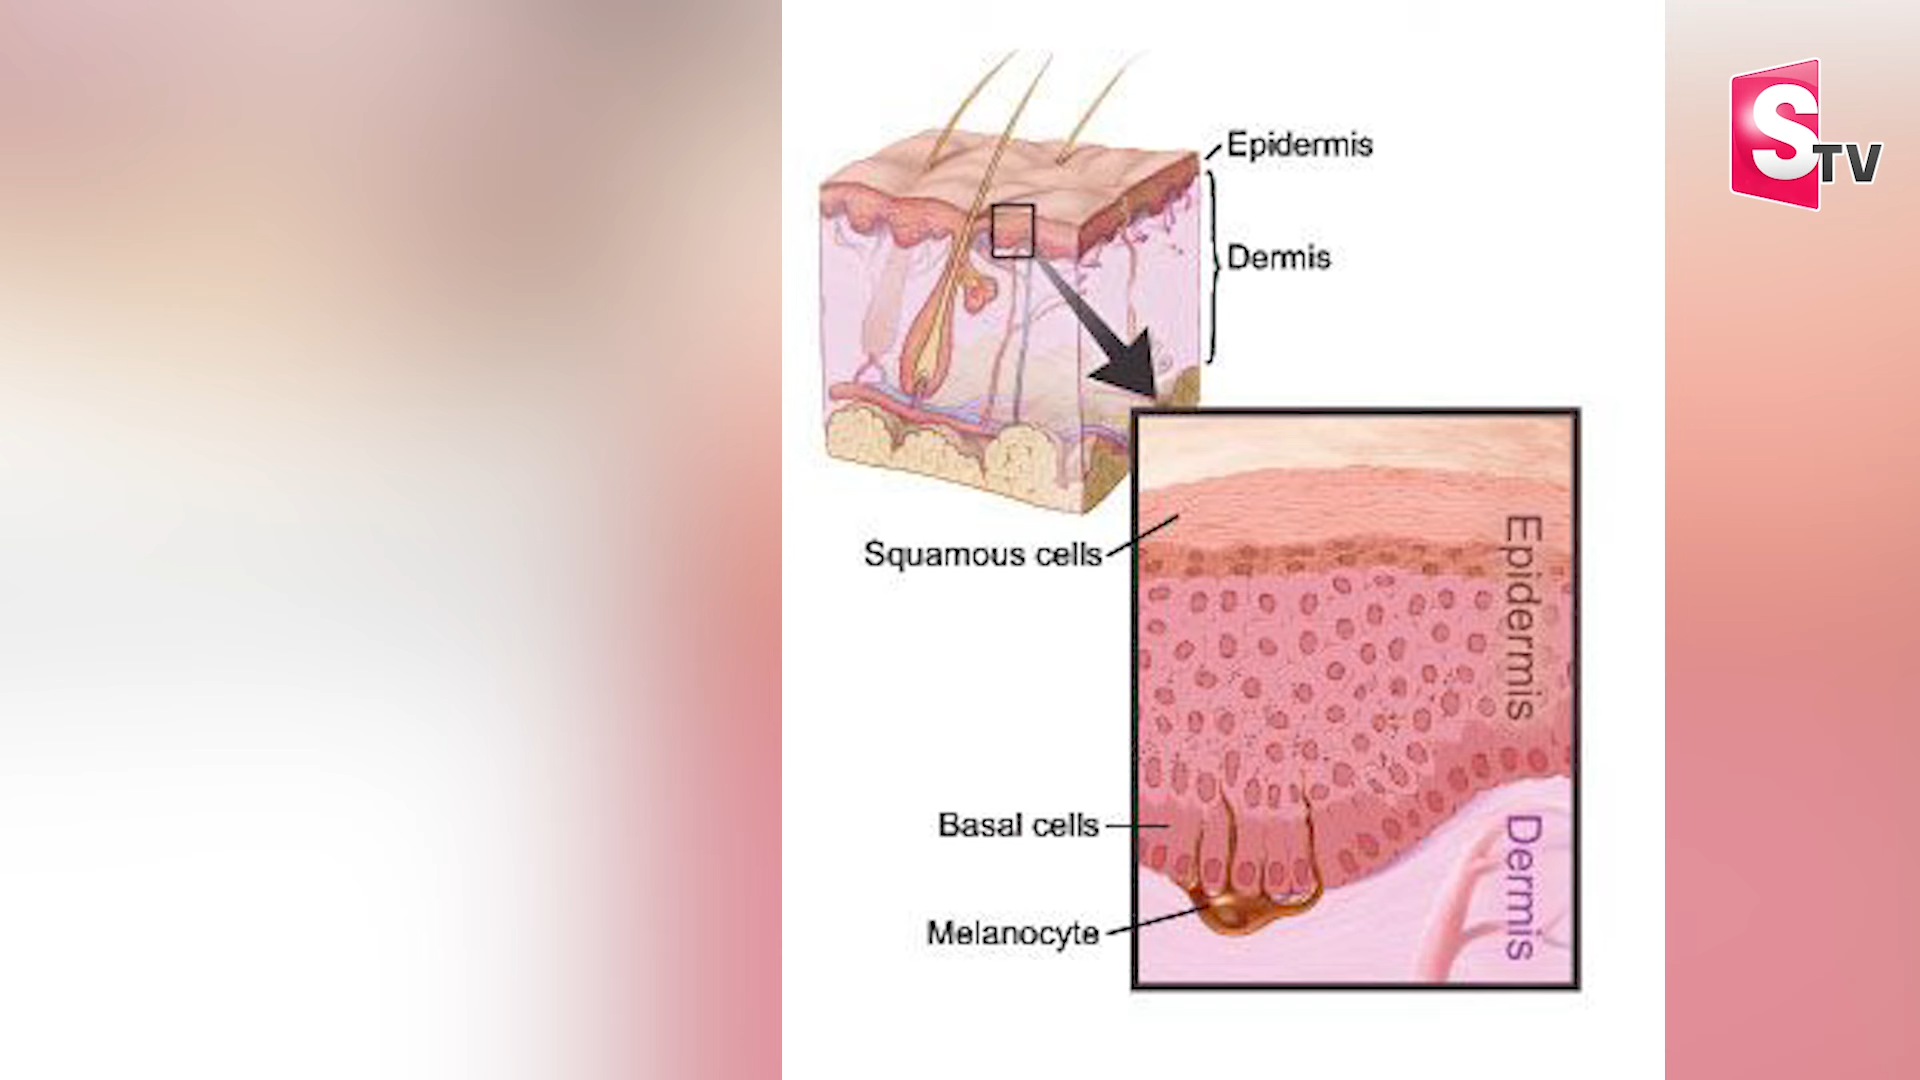 STV
Epidermis
Dermis
Squamous cells
Epidermis
Basal cells
Dermis
Melanocyte